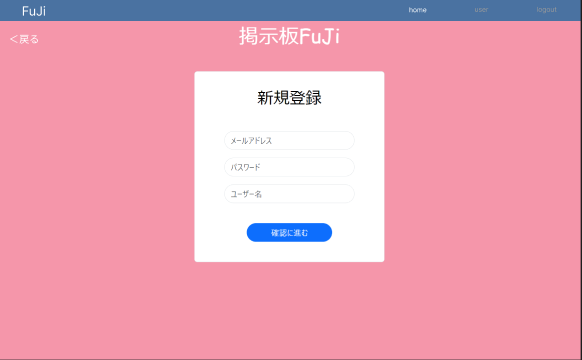 FuJi
home
user
logout
＜戻る
掲示板FuJi
新規登録
メールアドレス
パスワード
ユーザー名
確認に進む